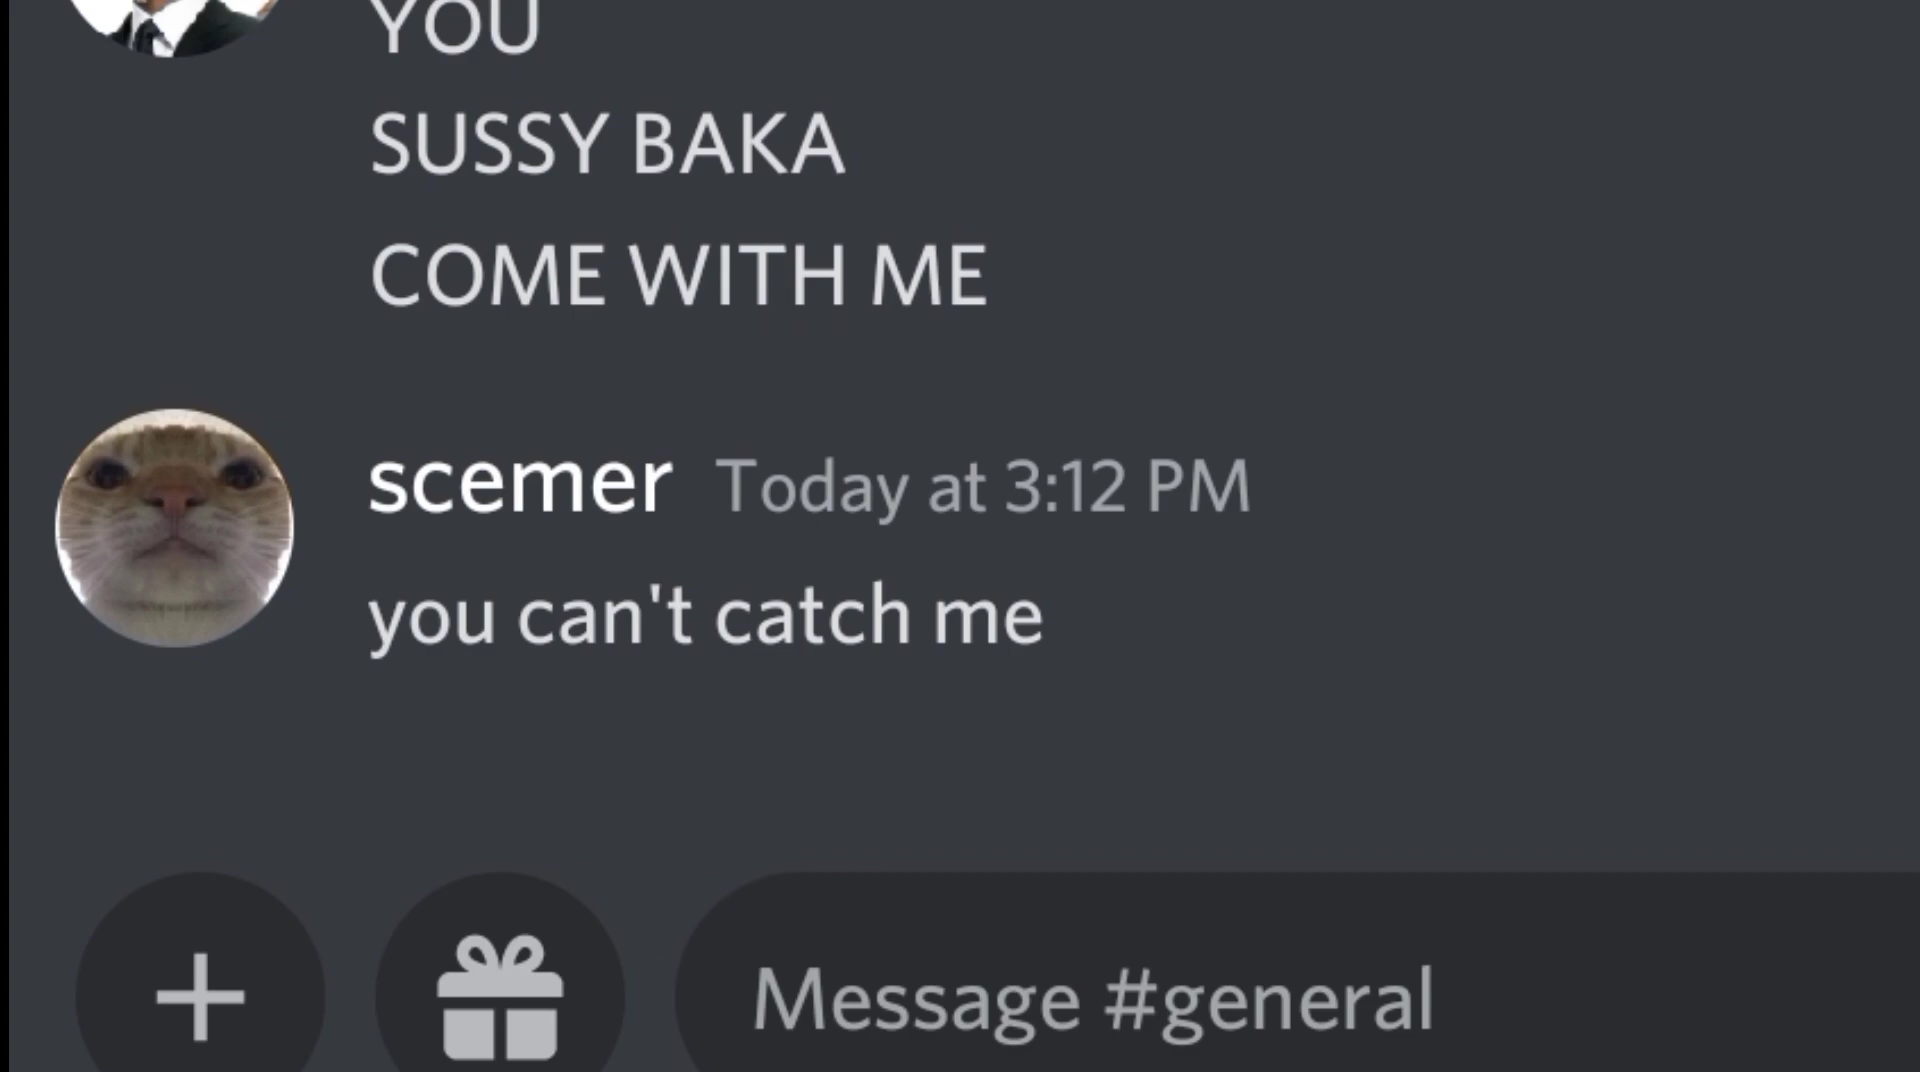 YOU
SUSSY BAKA
COME WITH ME
scemer Today at 3:12 PM
you can't catch me
Message #general